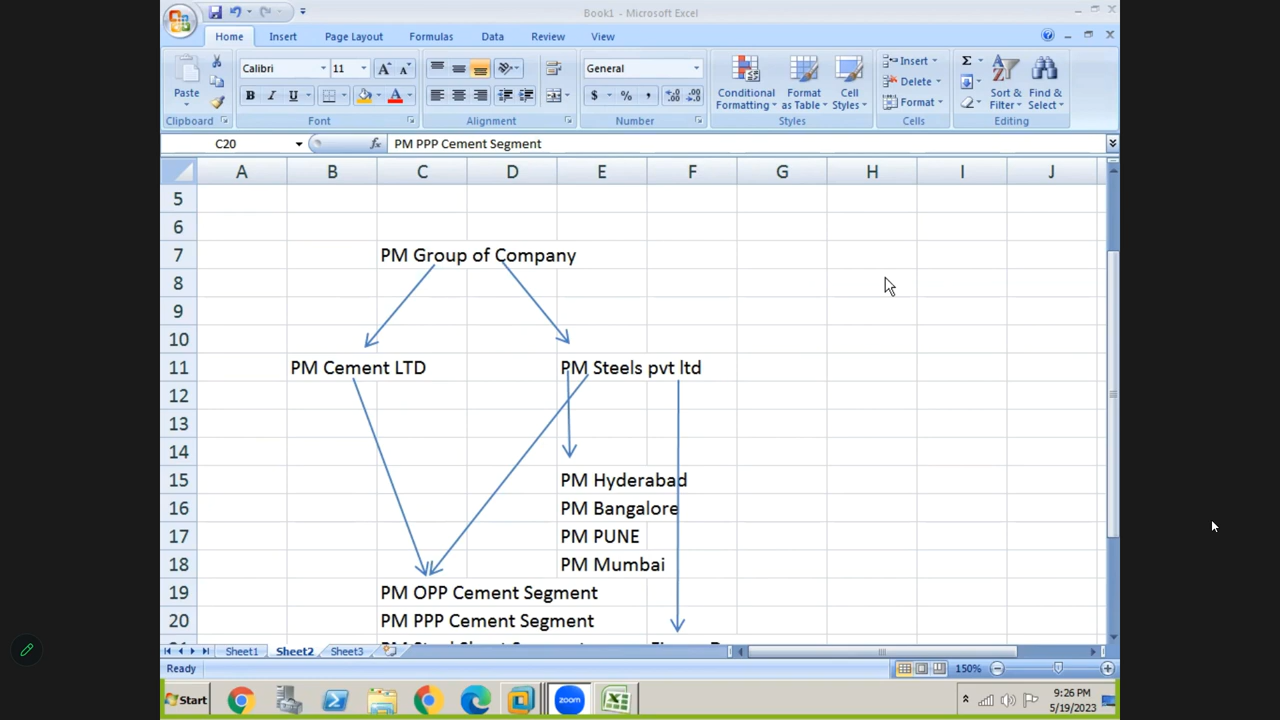 Book1 - Microsoft Excel
Home Insert Page Layout Formulas Data Review View
Paste
Calibri 11 A A
B I U A
General
$ % ,
Conditional Formatting
Format as Table
Cell Styles
Insert
Delete
Format
Σ
Sort & Filter
Find & Select
Clipboard Font Alignment Number Styles Cells Editing
C20 fx PM PPP Cement Segment
A B C D E F G H I J
5
6
7 PM Group of Company
8
9
10
11 PM Cement LTD PM Steels pvt ltd
12
13
14
15 PM Hyderabad
16 PM Bangalore
17 PM PUNE
18 PM Mumbai
19 PM OPP Cement Segment
20 PM PPP Cement Segment
Sheet1 Sheet2 Sheet3
Ready 150%
Start zoom 9:26 PM
5/19/2023